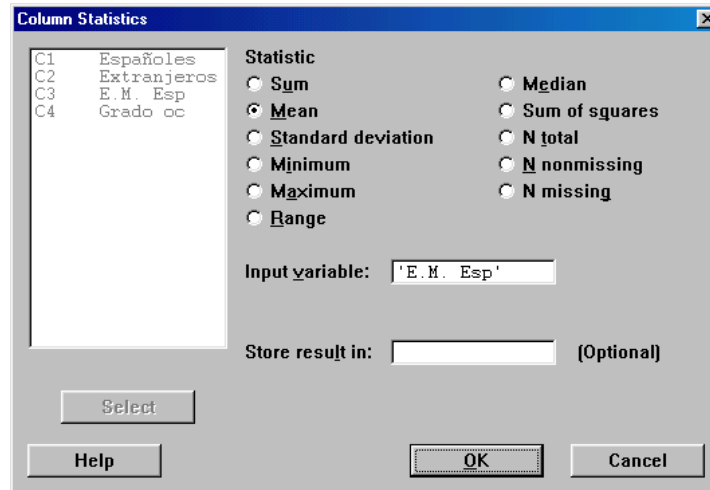 Column Statistics
C1 Españoles
C2 Extranjeros
C3 E.M. Esp
C4 Grado oc
Statistic
Sum
Mean
Standard deviation
Minimum
Maximum
Range
Median
Sum of squares
N total
N nonmissing
N missing
Input variable: 'E.M. Esp'
Store result in: (Optional)
Select
Help OK Cancel